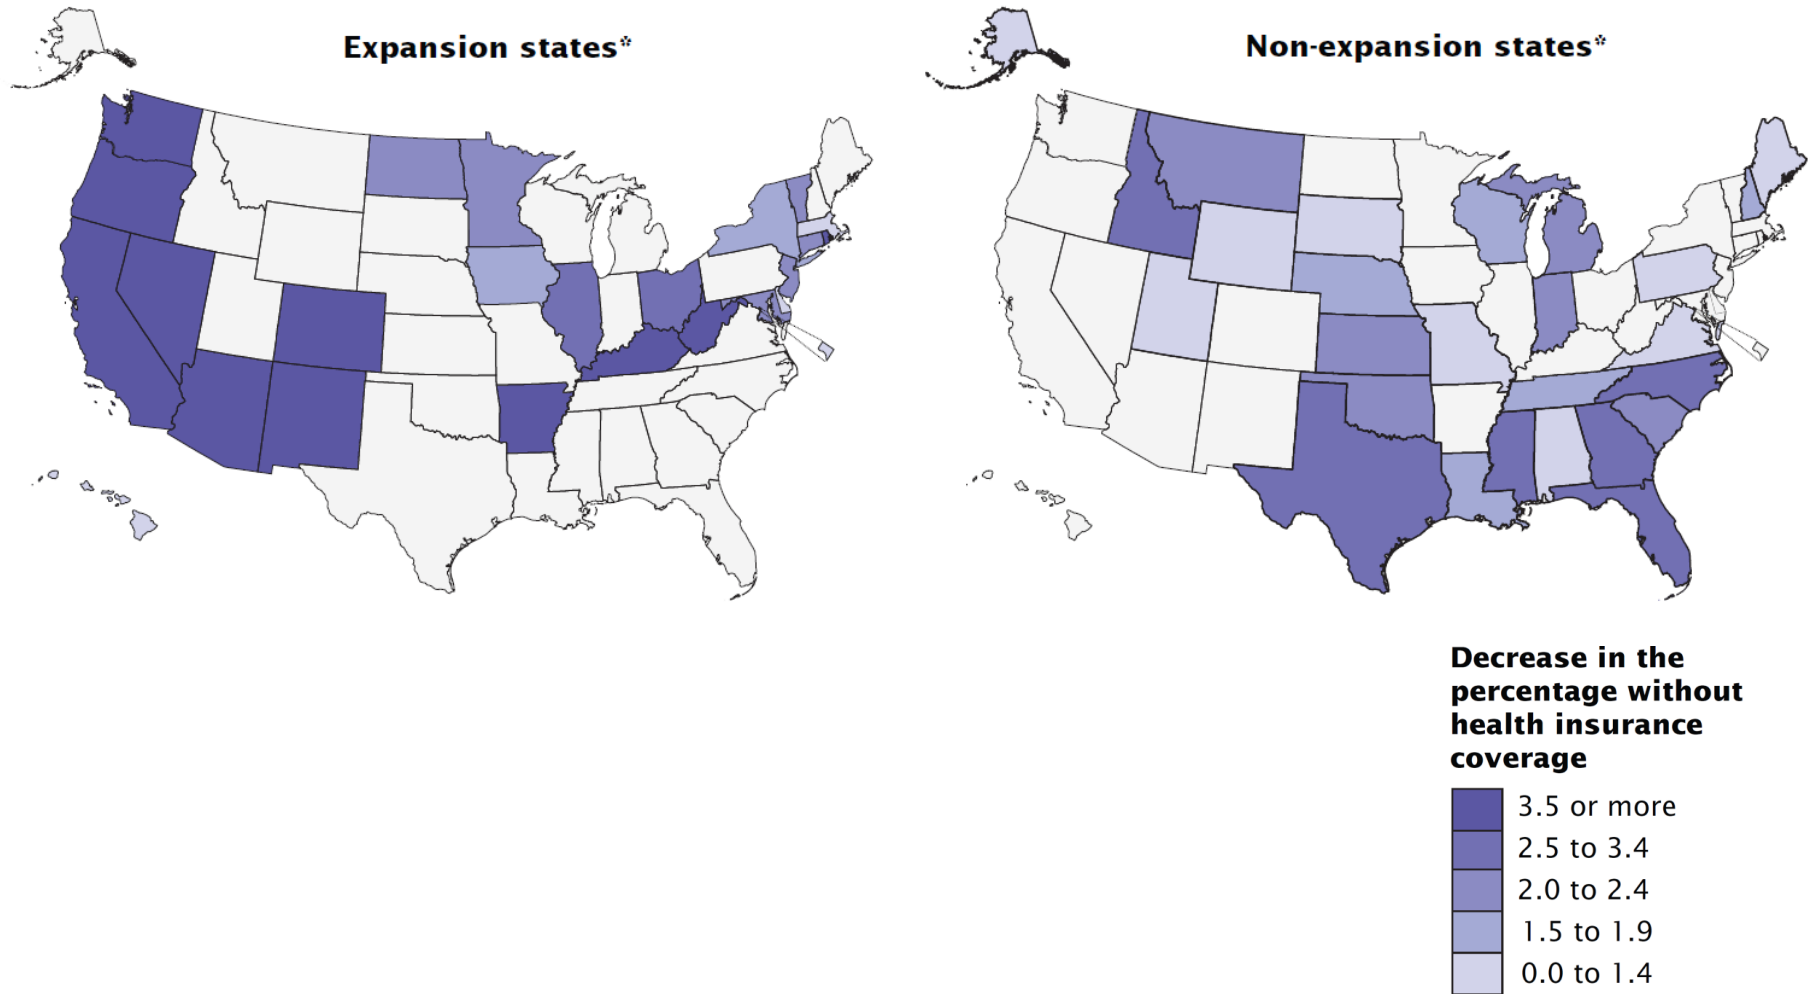 Expansion states*
Non-expansion states*
Decrease in the
percentage without
health insurance
coverage
3.5 or more
2.5 to 3.4
2.0 to 2.4
1.5 to 1.9
0.0 to 1.4